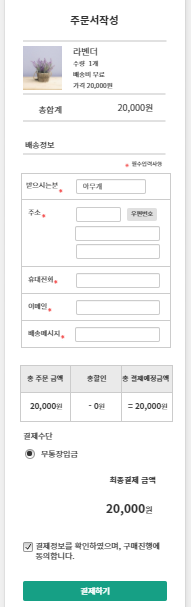 주문서작성
라벤더
수량 1개
배송비 무료
가격 20,000원
총합계 20,000원
배송정보
* 필수입력사항
받으시는분* 아무개
주소* 우편번호
휴대전화*
이메일*
배송메시지*
총 주문 금액 총할인 총 결제예정금액
20,000원 - 0원 = 20,000원
결제수단
무통장입금
최종결제 금액
20,000원
결제정보를 확인하였으며, 구매진행에
동의합니다.
결제하기